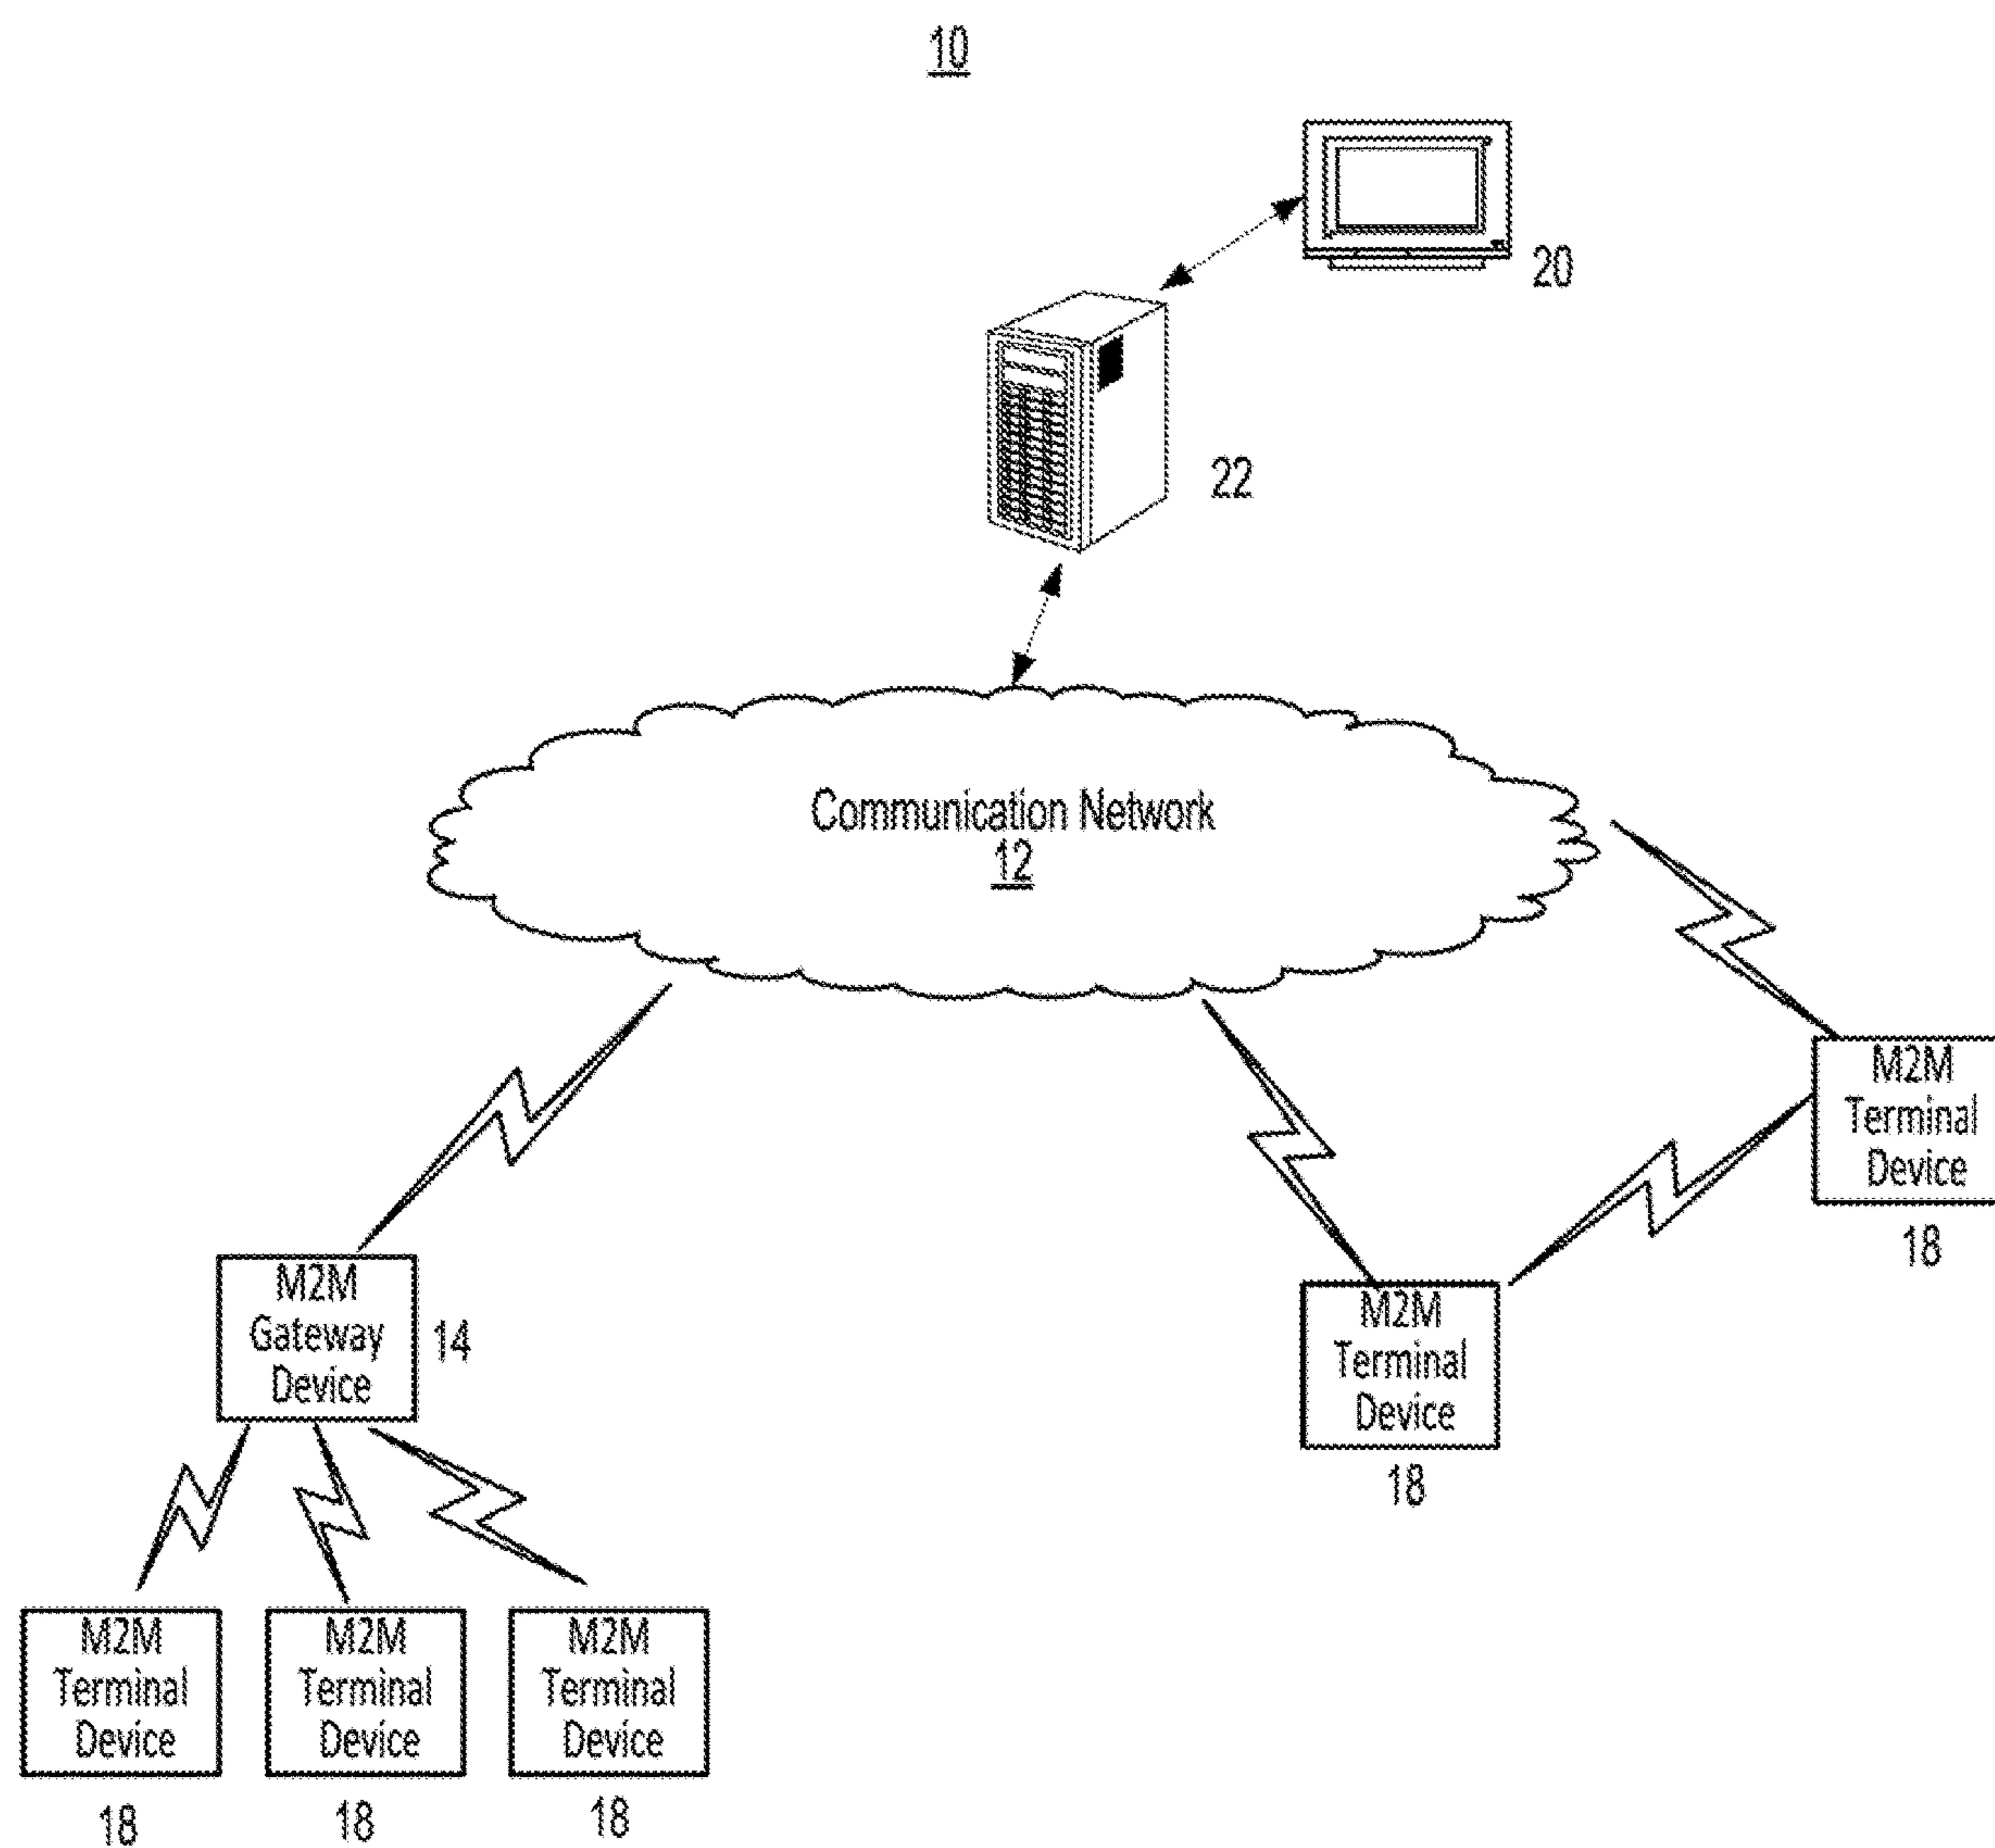 10
20
22
Communication Network
12
M2M
Terminal
Device
18
M2M
Terminal
Device
18
M2M
Gateway
Device
14
M2M
Terminal
Device
18
M2M
Terminal
Device
18
M2M
Terminal
Device
18